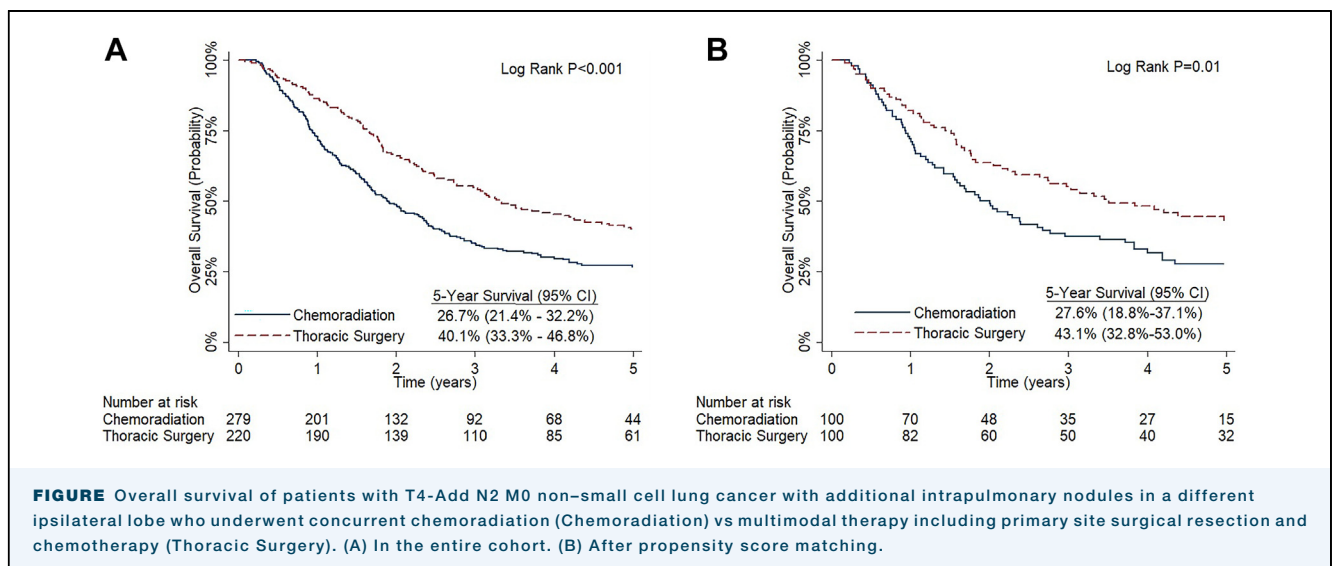 A
Log Rank P<0.001
Overall Survival (Probability)
100%
75%
50%
25%
0%
5-Year Survival (95% CI)
Chemoradiation 26.7% (21.4% - 32.2%)
Thoracic Surgery 40.1% (33.3% - 46.8%)
0 1 2 3 4 5
Time (years)
Number at risk
Chemoradiation 279 201 132 92 68 44
Thoracic Surgery 220 190 139 110 85 61
B
Log Rank P=0.01
Overall Survival (Probability)
100%
75%
50%
25%
0%
5-Year Survival (95% CI)
Chemoradiation 27.6% (18.8%-37.1%)
Thoracic Surgery 43.1% (32.8%-53.0%)
0 1 2 3 4 5
Time (years)
Number at risk
Chemoradiation 100 70 48 35 27 15
Thoracic Surgery 100 82 60 50 40 32
FIGURE Overall survival of patients with T4-Add N2 M0 non–small cell lung cancer with additional intrapulmonary nodules in a different
ipsilateral lobe who underwent concurrent chemoradiation (Chemoradiation) vs multimodal therapy including primary site surgical resection and
chemotherapy (Thoracic Surgery). (A) In the entire cohort. (B) After propensity score matching.